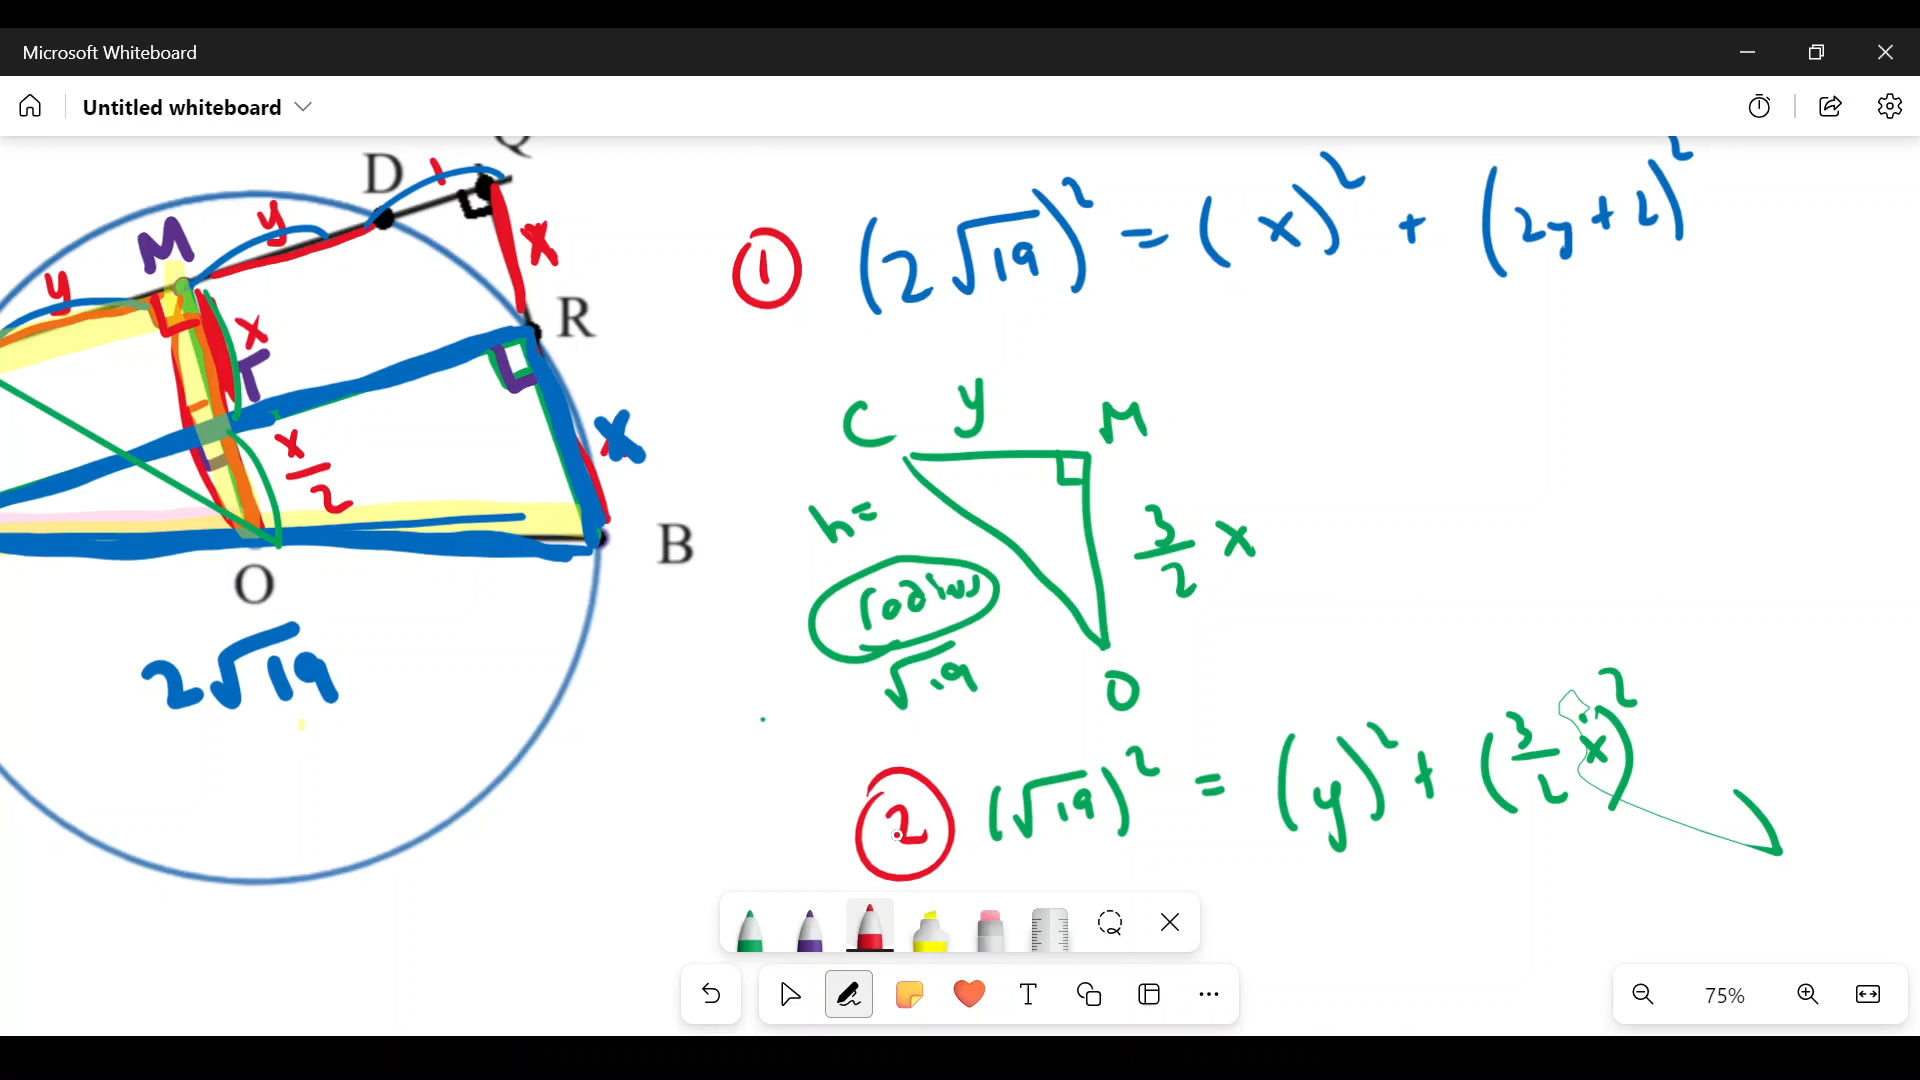 Microsoft Whiteboard
Untitled whiteboard
D Q
M y 1 x
y x R
T x
x/2
O B
2√19
① (2√19)² = (x)² + (2y+2)²
C y M
h= 3/2 x
radius
√19
O
② (√19)² = (y)² + (3/2 x)²
75%